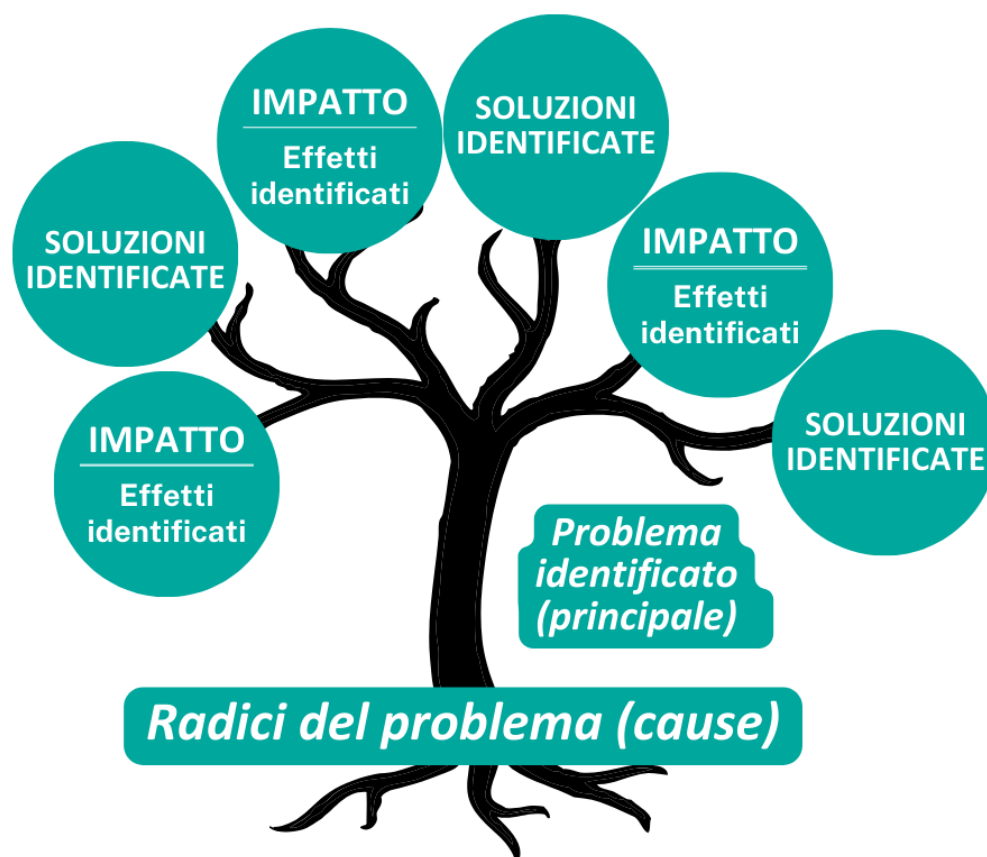 IMPATTO
Effetti
identificati
SOLUZIONI
IDENTIFICATE
SOLUZIONI
IDENTIFICATE
IMPATTO
Effetti
identificati
IMPATTO
Effetti
identificati
SOLUZIONI
IDENTIFICATE
Problema
identificato
(principale)
Radici del problema (cause)